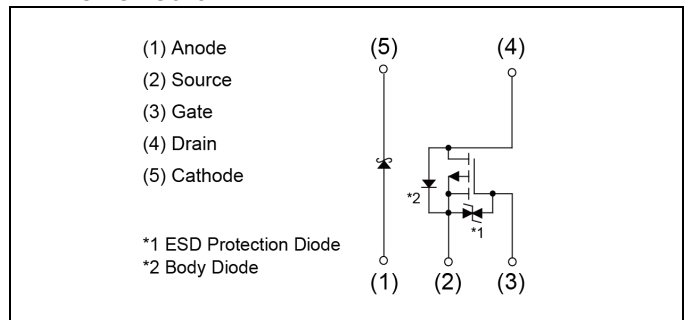 (1) Anode
(2) Source
(3) Gate
(4) Drain
(5) Cathode
*1 ESD Protection Diode
*2 Body Diode
(5)
(4)
*2
*1
(1)
(2)
(3)